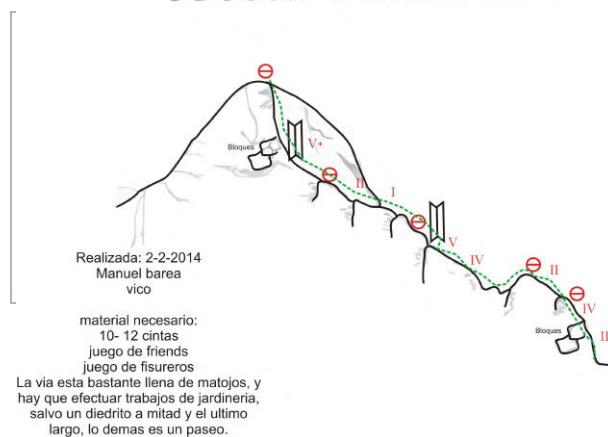 Bloques
V+
II
I
V
IV
II
IV
Bloques
II
Realizada: 2-2-2014
Manuel barea
vico
material necesario:
10- 12 cintas
juego de friends
juego de fisureros
La via esta bastante llena de matojos, y
hay que efectuar trabajos de jardineria,
salvo un diedrito a mitad y el ultimo
largo, lo demas es un paseo.